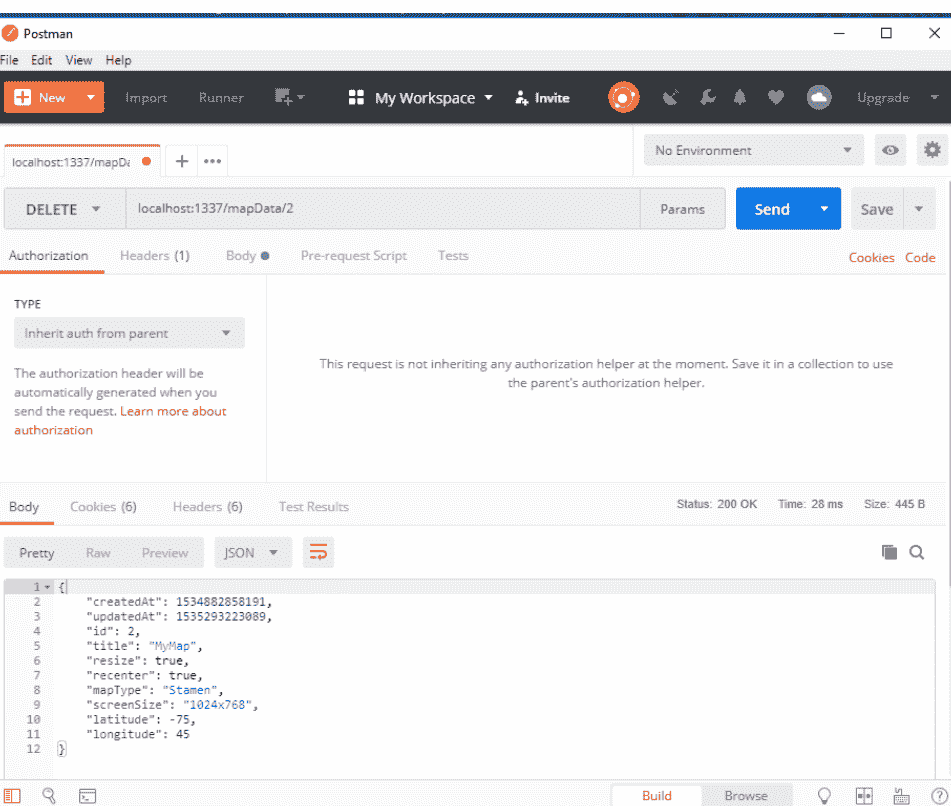 Postman
File Edit View Help
New Import Runner My Workspace Invite Upgrade
localhost:1337/mapDa + •••
No Environment
DELETE localhost:1337/mapData/2 Params Send Save
Authorization Headers (1) Body Pre-request Script Tests Cookies Code
TYPE
Inherit auth from parent
The authorization header will be
automatically generated when you
send the request. Learn more about
authorization
This request is not inheriting any authorization helper at the moment. Save it in a collection to use
the parent's authorization helper.
Body Cookies (6) Headers (6) Test Results Status: 200 OK Time: 28 ms Size: 445 B
Pretty Raw Preview JSON
1 {
2 "createdAt": 1534882858191,
3 "updatedAt": 1535293223089,
4 "id": 2,
5 "title": "MyMap",
6 "resize": true,
7 "recenter": true,
8 "mapType": "Stamen",
9 "screenSize": "1024x768",
10 "latitude": -75,
11 "longitude": 45
12 }
Build Browse